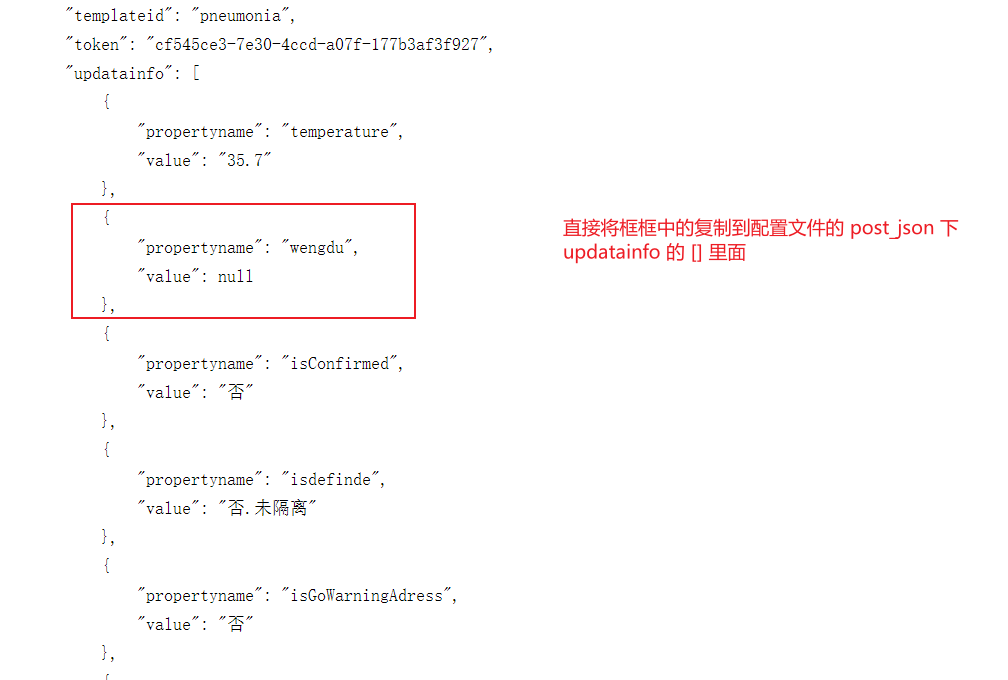 "templateid": "pneumonia",
"token": "cf545ce3-7e30-4ccd-a07f-177b3af3f927",
"updatainfo": [
{
"propertyname": "temperature",
"value": "35.7"
},
{
"propertyname": "wengdu",
"value": null
},
{
"propertyname": "isConfirmed",
"value": "否"
},
{
"propertyname": "isdefinde",
"value": "否.未隔离"
},
{
"propertyname": "isGoWarningAdress",
"value": "否"
},
{
直接将框框中的复制到配置文件的 post_json 下
updatainfo 的 [] 里面